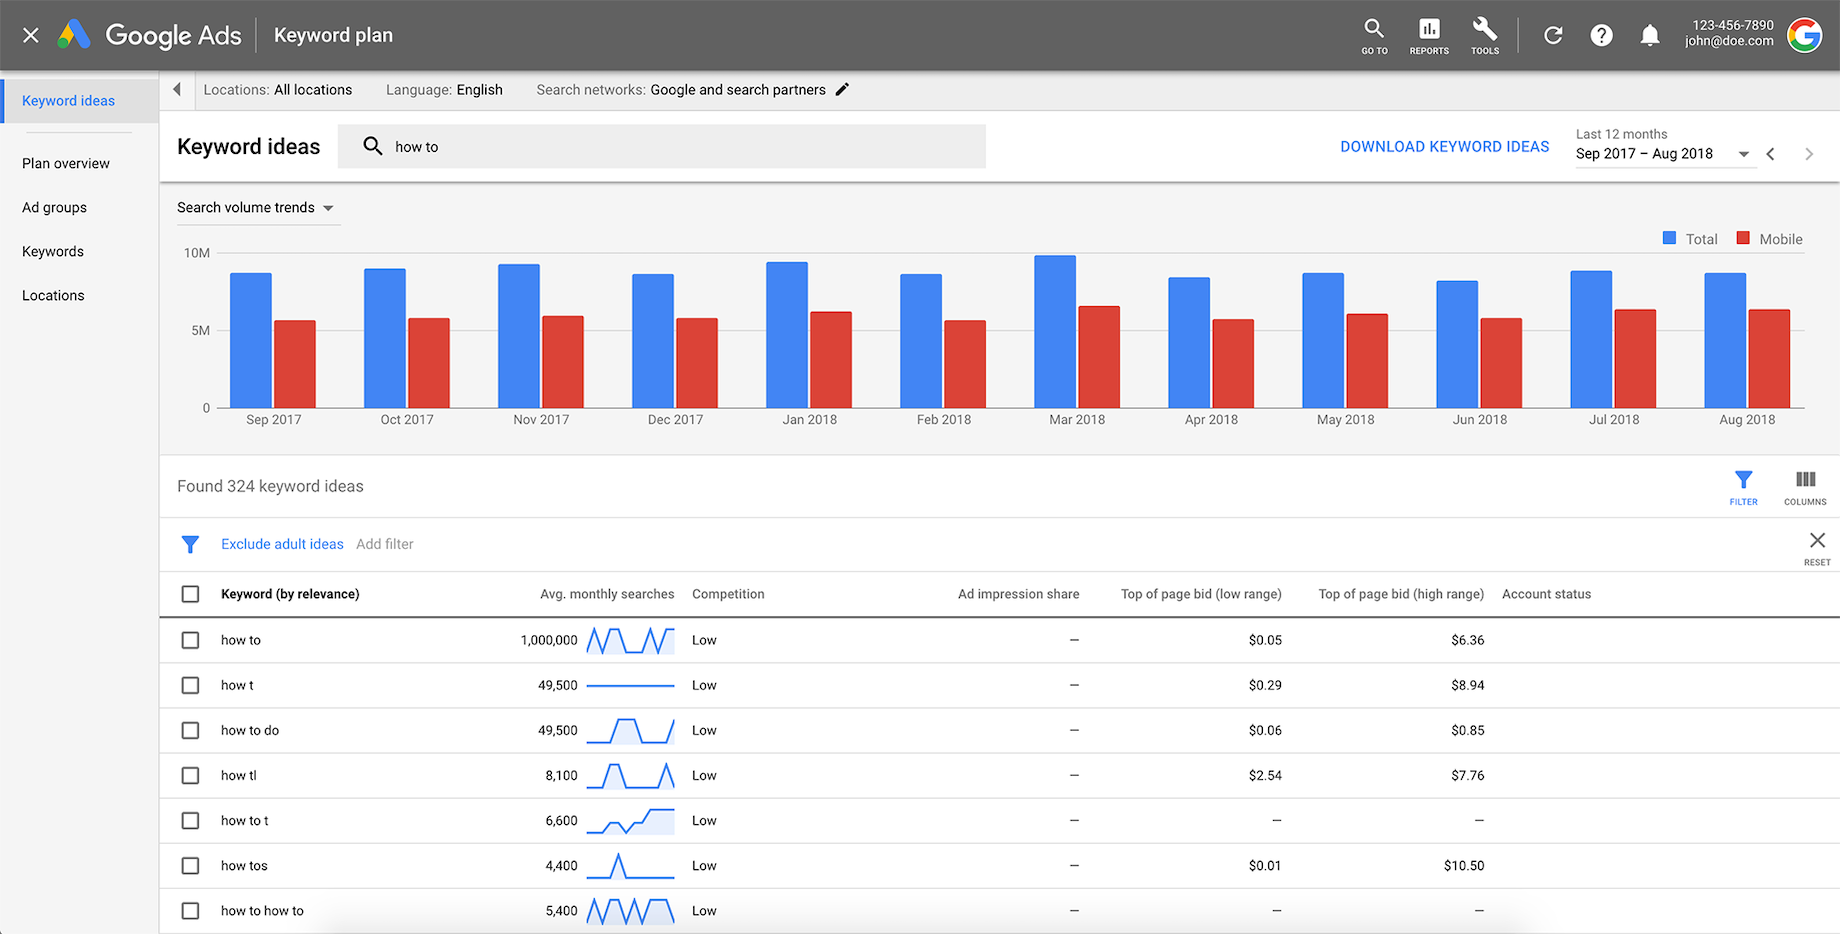 Google Ads Keyword plan
GO TO
REPORTS
TOOLS
123-456-7890
john@doe.com
Keyword ideas
Plan overview
Ad groups
Keywords
Locations
Locations: All locations Language: English Search networks: Google and search partners
Keyword ideas how to
DOWNLOAD KEYWORD IDEAS
Last 12 months
Sep 2017 – Aug 2018
Search volume trends
Total Mobile
10M
5M
0
Sep 2017 Oct 2017 Nov 2017 Dec 2017 Jan 2018 Feb 2018 Mar 2018 Apr 2018 May 2018 Jun 2018 Jul 2018 Aug 2018
Found 324 keyword ideas
FILTER
COLUMNS
Exclude adult ideas Add filter
RESET
Keyword (by relevance) Avg. monthly searches Competition Ad impression share Top of page bid (low range) Top of page bid (high range) Account status
how to 1,000,000 Low – $0.05 $6.36
how t 49,500 Low – $0.29 $8.94
how to do 49,500 Low – $0.06 $0.85
how tl 8,100 Low – $2.54 $7.76
how to t 6,600 Low – – –
how tos 4,400 Low – $0.01 $10.50
how to how to 5,400 Low – – –